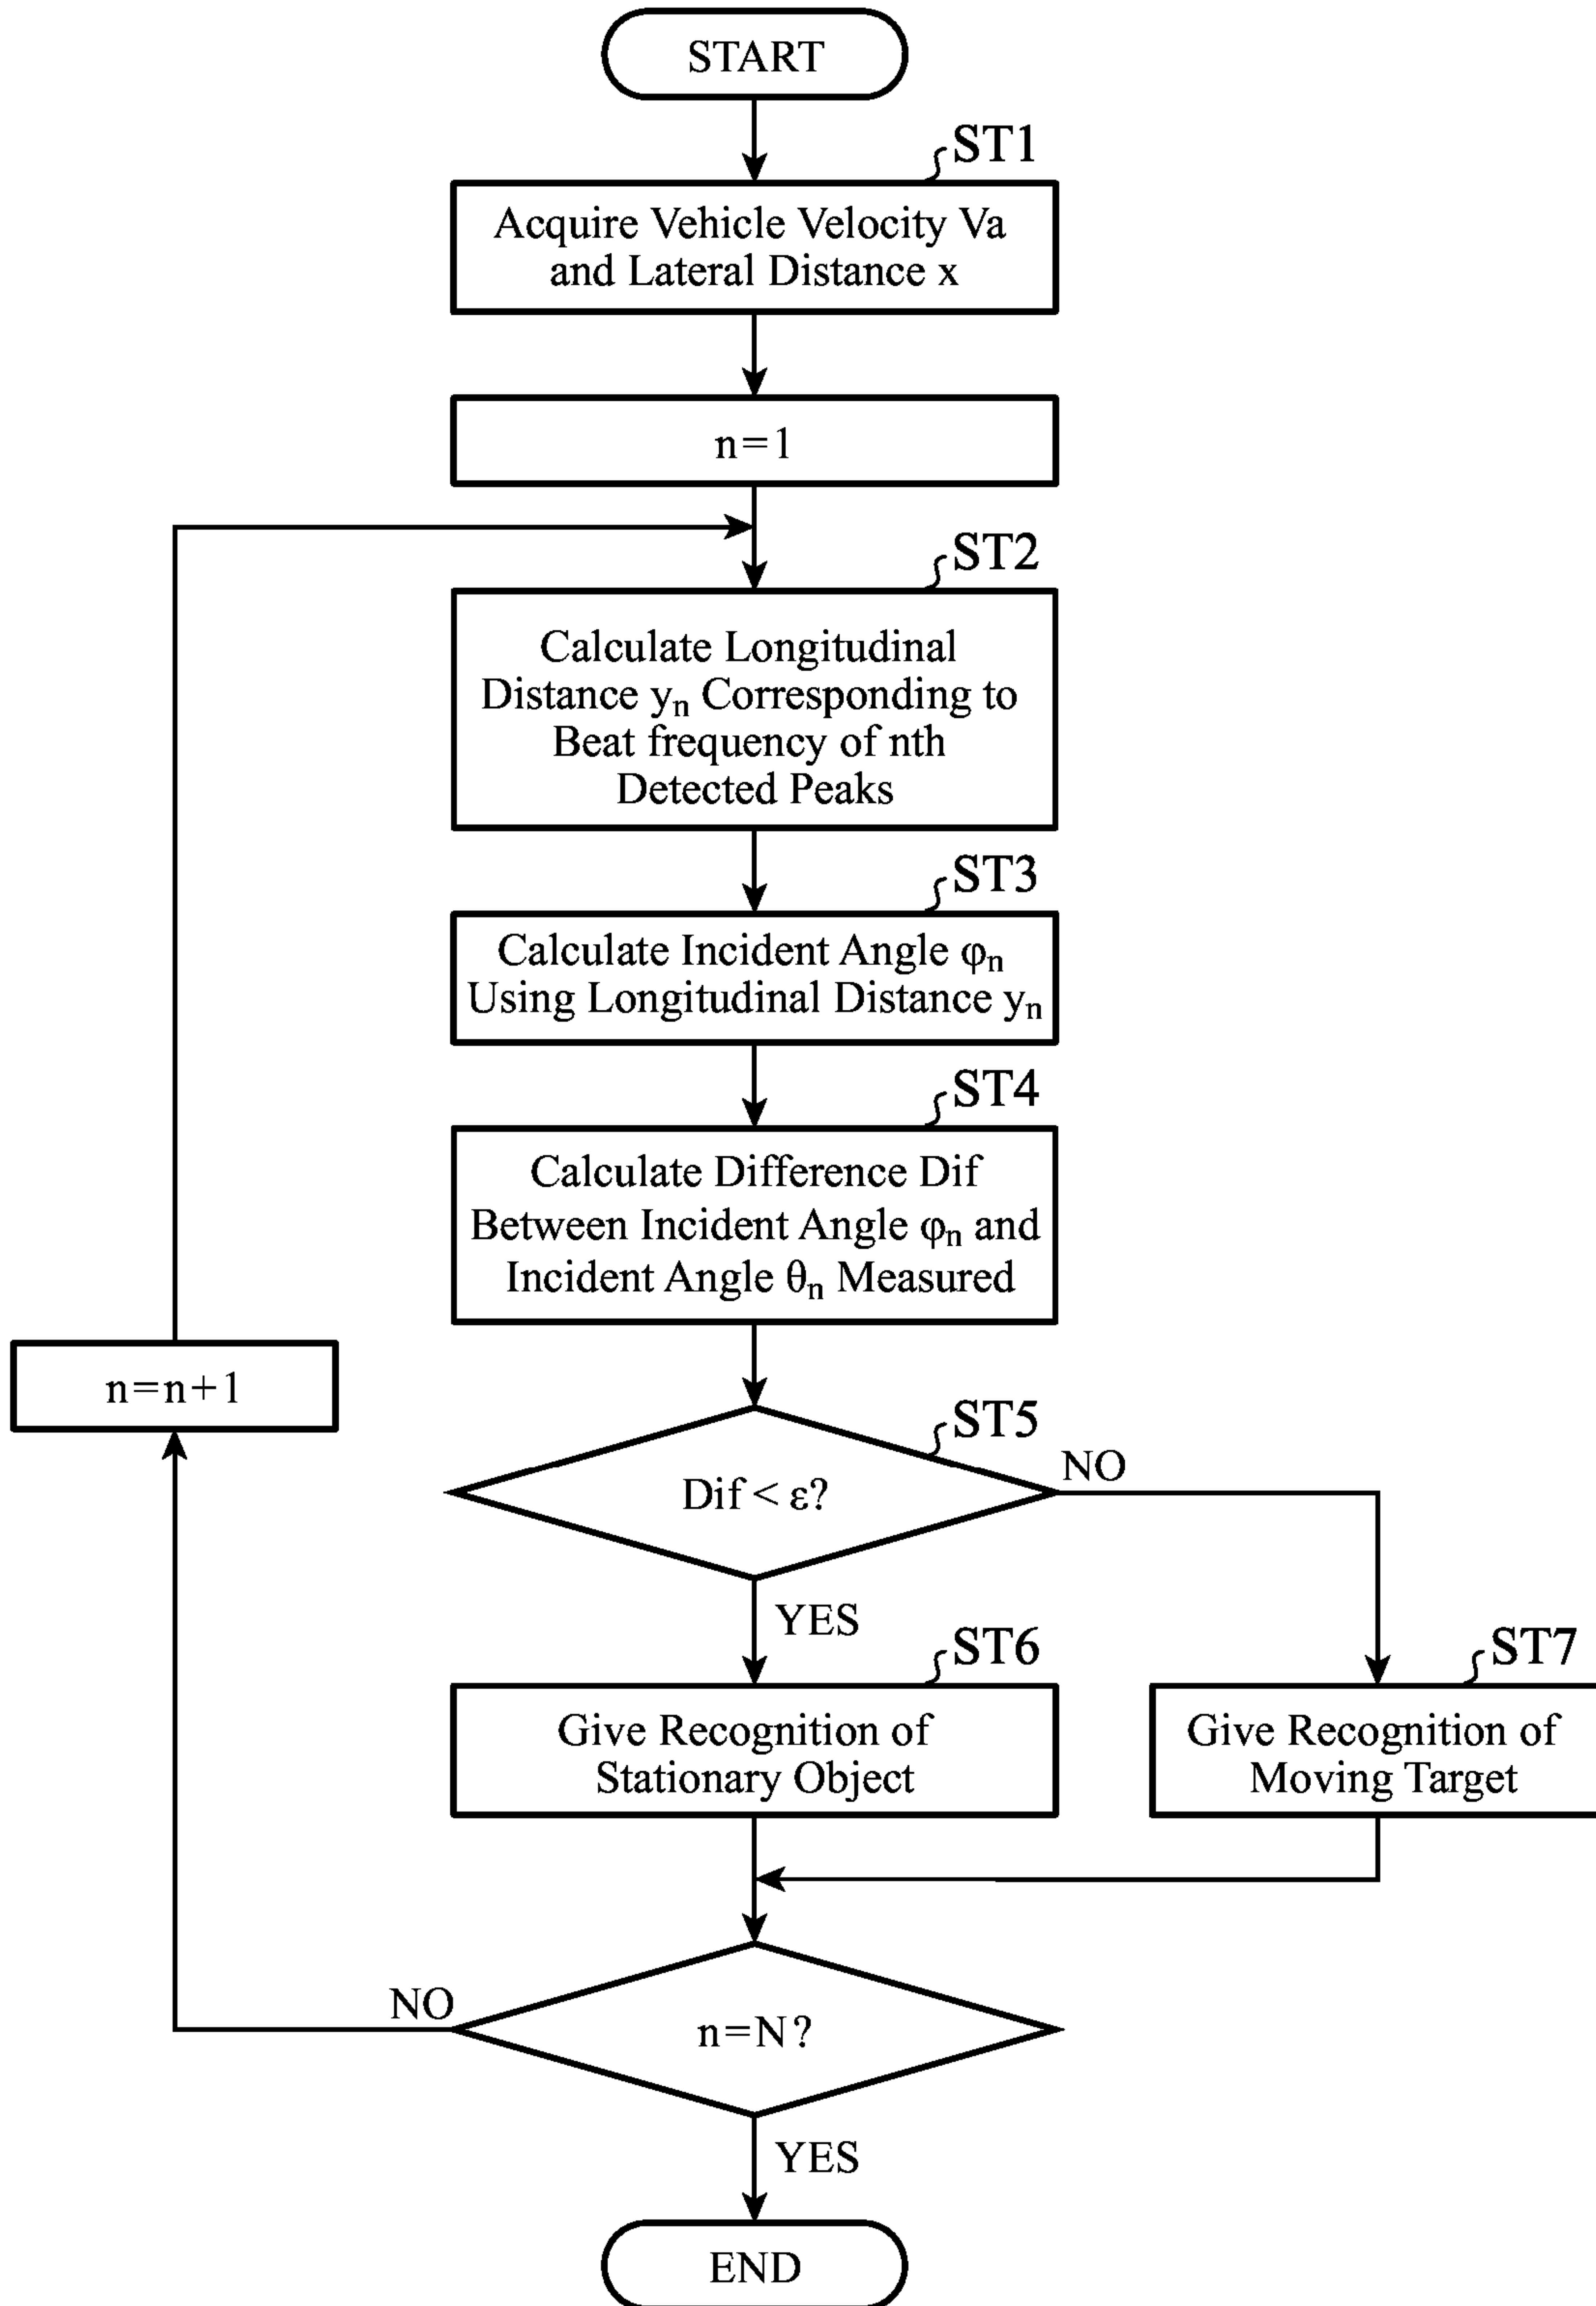 START
ST1
Acquire Vehicle Velocity Va
and Lateral Distance x
n=1
ST2
Calculate Longitudinal
Distance yn Corresponding to
Beat frequency of nth
Detected Peaks
ST3
Calculate Incident Angle φn
Using Longitudinal Distance yn
ST4
Calculate Difference Dif
Between Incident Angle φn and
Incident Angle θn Measured
n=n+1
ST5
Dif < ε?
NO
YES
ST6
Give Recognition of
Stationary Object
ST7
Give Recognition of
Moving Target
NO
n=N?
YES
END